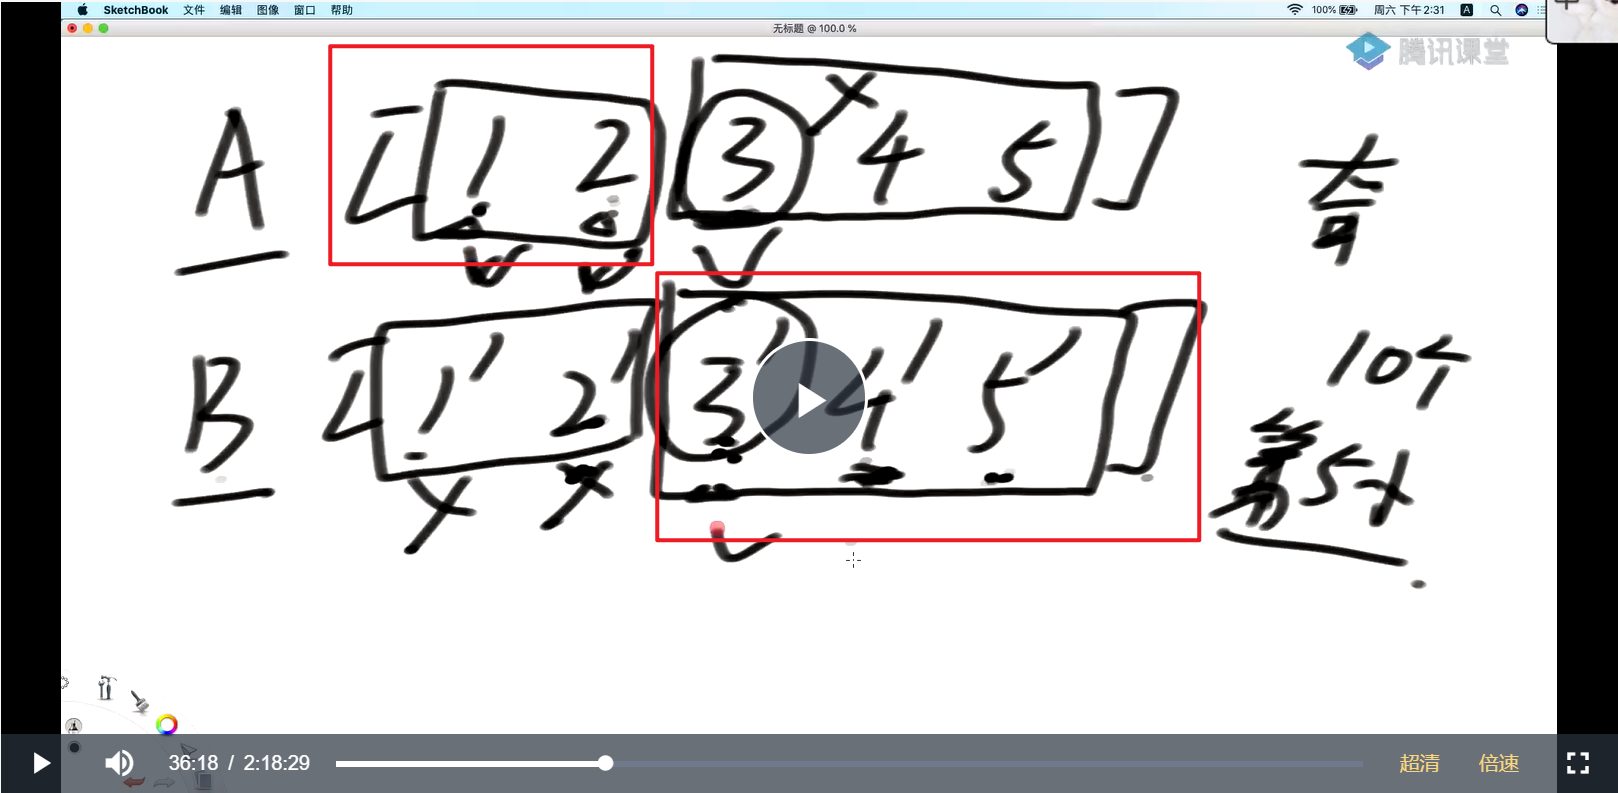 SketchBook 文件 编辑 图像 窗口 帮助 100% 周六 下午2:31 A
无标题 @ 100.0 %
腾讯课堂
A [ 1 2 3 4 5 ]
B [ 1' 2' 3' 4' 5' ]
10个
第5个
36:18 / 2:18:29 超清 倍速